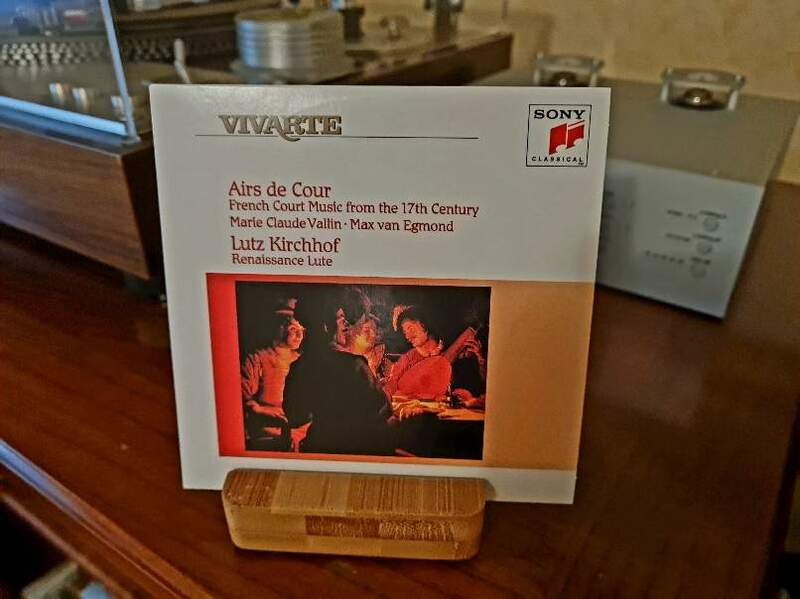 VIVARTE
SONY
CLASSICAL
Airs de Cour
French Court Music from the 17th Century
Marie Claude Vallin · Max van Egmond
Lutz Kirchhof
Renaissance Lute